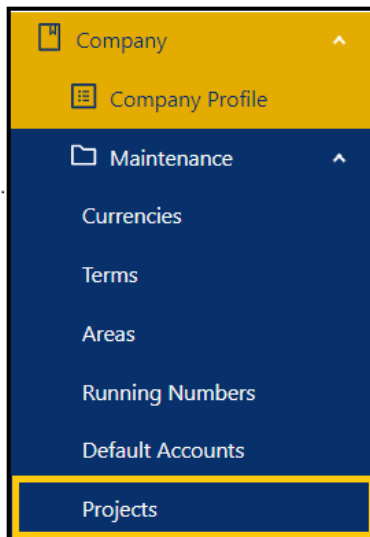 Company
Company Profile
Maintenance
Currencies
Terms
Areas
Running Numbers
Default Accounts
Projects